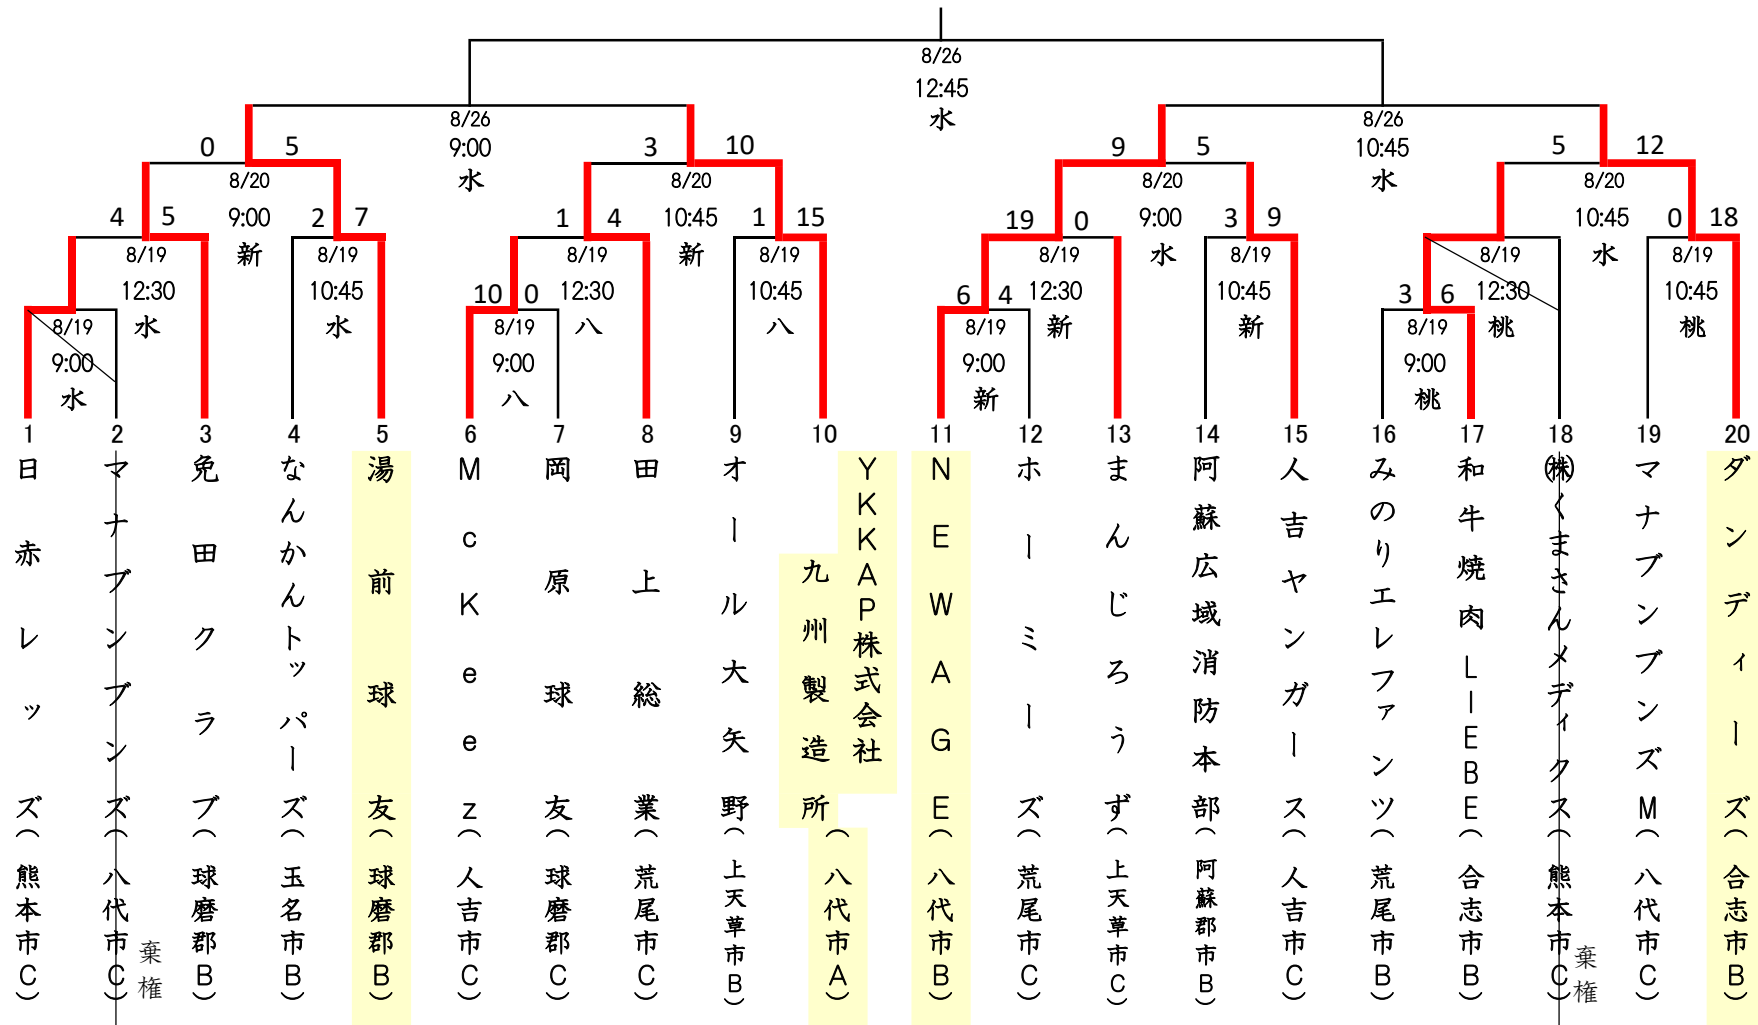 8/26
12:45
水
8/26
9:00
水
8/26
10:45
水
0 5
8/20
9:00
新
3 10
8/20
10:45
新
9 5
8/20
9:00
水
5 12
8/20
10:45
水
4 5
8/19
12:30
水
2 7
8/19
10:45
水
1 4
8/19
12:30
八
1 15
8/19
10:45
八
19 0
8/19
12:30
新
3 9
8/19
10:45
新
8/19
12:30
桃
0 18
8/19
10:45
桃
8/19
9:00
水
10 0
8/19
9:00
八
6 4
8/19
9:00
新
3 6
8/19
9:00
桃
1
日赤レッズ(熊本市C)
2
マナブンブンズ(八代市C)
棄権
3
免田クラブ(球磨郡B)
4
なんかんトッパーズ(玉名市B)
5
湯前球友(球磨郡B)
6
McKeez(人吉市C)
7
岡原球友(球磨郡C)
8
田上総業(荒尾市C)
9
オール大矢野(上天草市B)
10
YKKAP株式会社
九州製造所(八代市A)
11
NEWAGE(八代市B)
12
ホーミーズ(荒尾市C)
13
まんじろうず(上天草市C)
14
阿蘇広域消防本部(阿蘇郡市B)
15
人吉ヤンガース(人吉市C)
16
みのりエレファンツ(荒尾市B)
17
和牛焼肉LIEBE(合志市B)
18
㈱くまさんメディクス(熊本市C)
棄権
19
マナブンブンズM(八代市C)
20
ダンディーズ(合志市B)